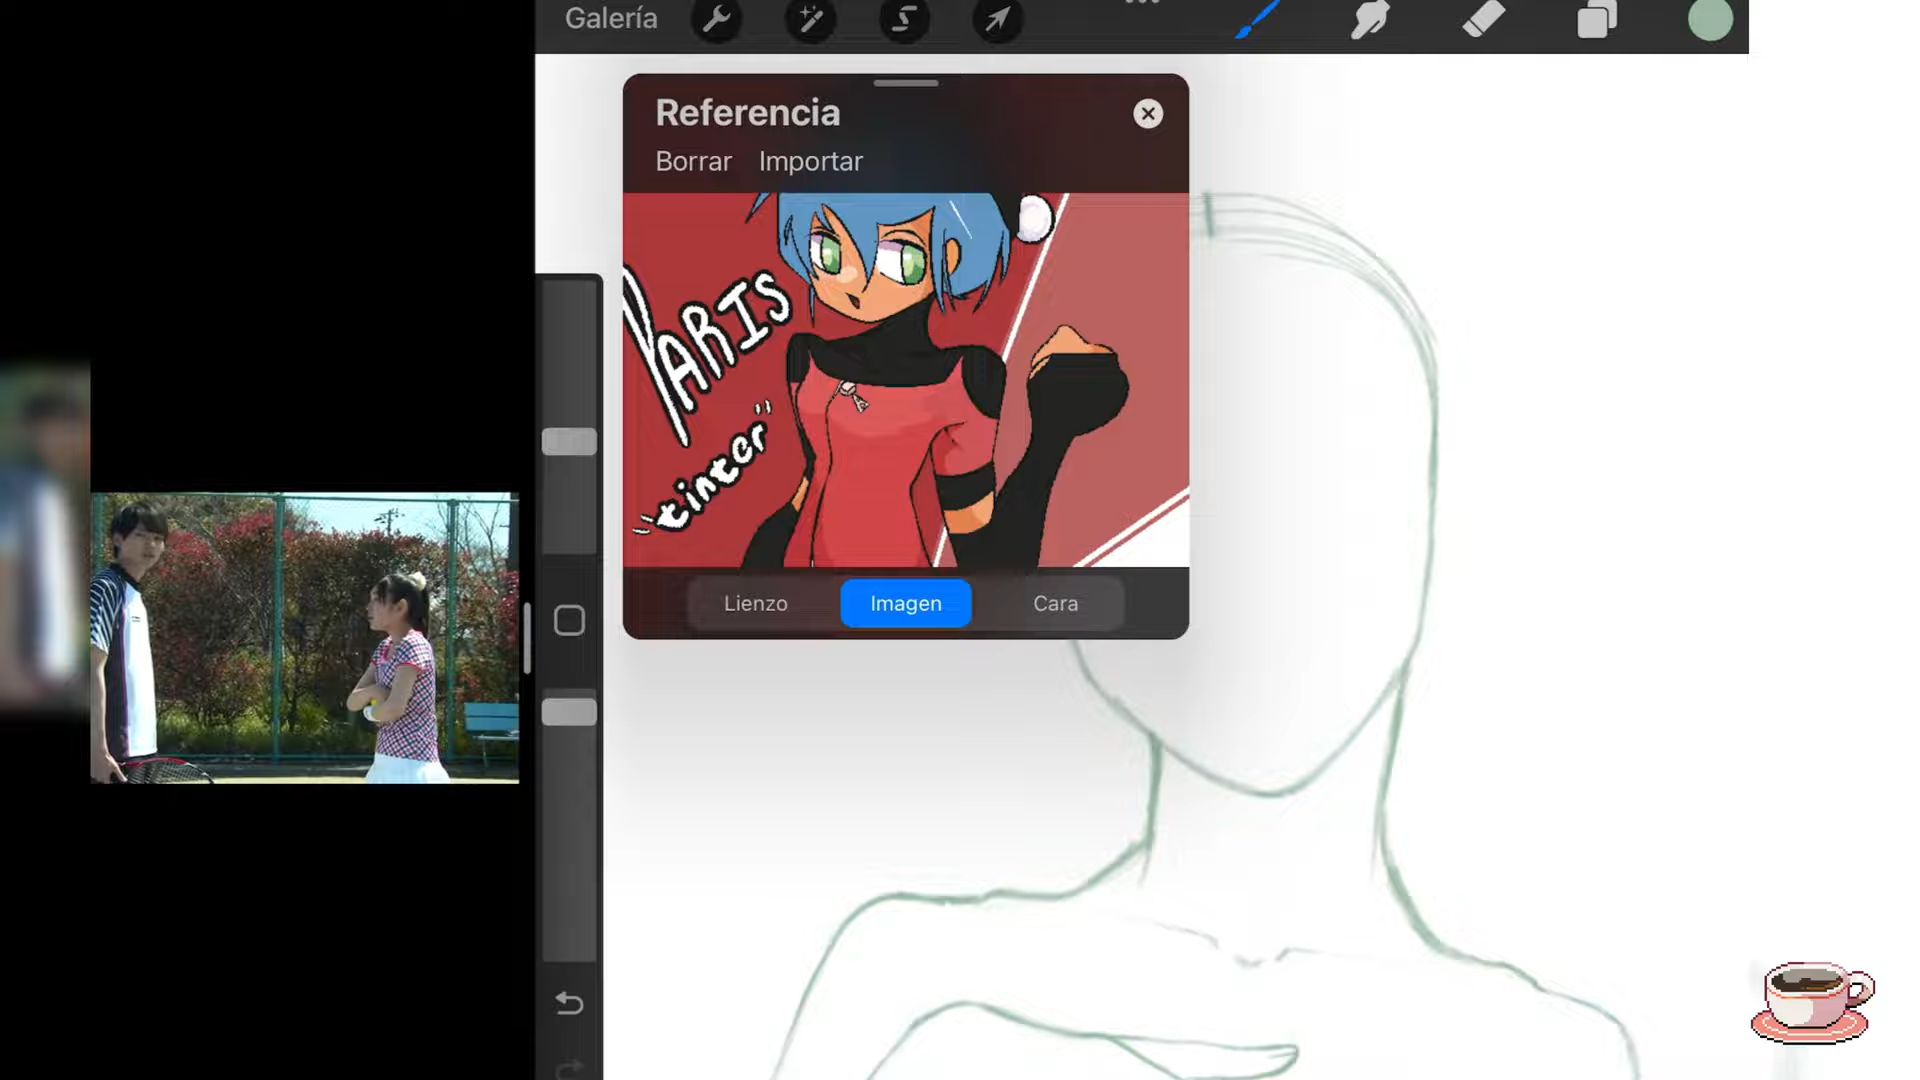 Galería
Referencia
Borrar Importar
PARIS
"tinter"
Lienzo Imagen Cara